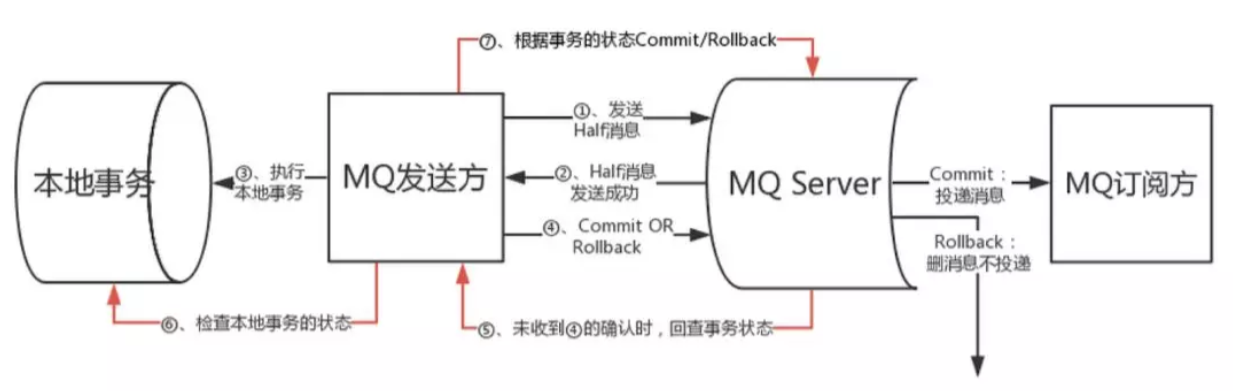 ⑦、根据事务的状态Commit/Rollback
①、发送
Half消息
本地事务
③、执行
本地事务
MQ发送方
②、Half消息
发送成功
MQ Server
Commit：
投递消息
MQ订阅方
④、Commit OR
Rollback
Rollback：
删消息不投递
⑥、检查本地事务的状态
⑤、未收到④的确认时，回查事务状态